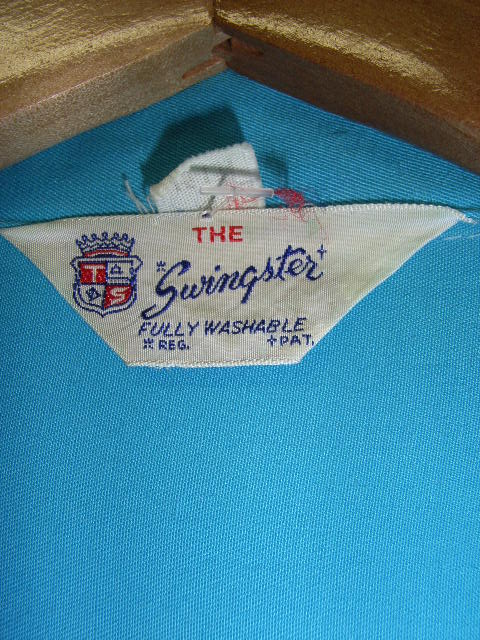 THE
※Swingster+
T
S
FULLY WASHABLE
※REG. +PAT.